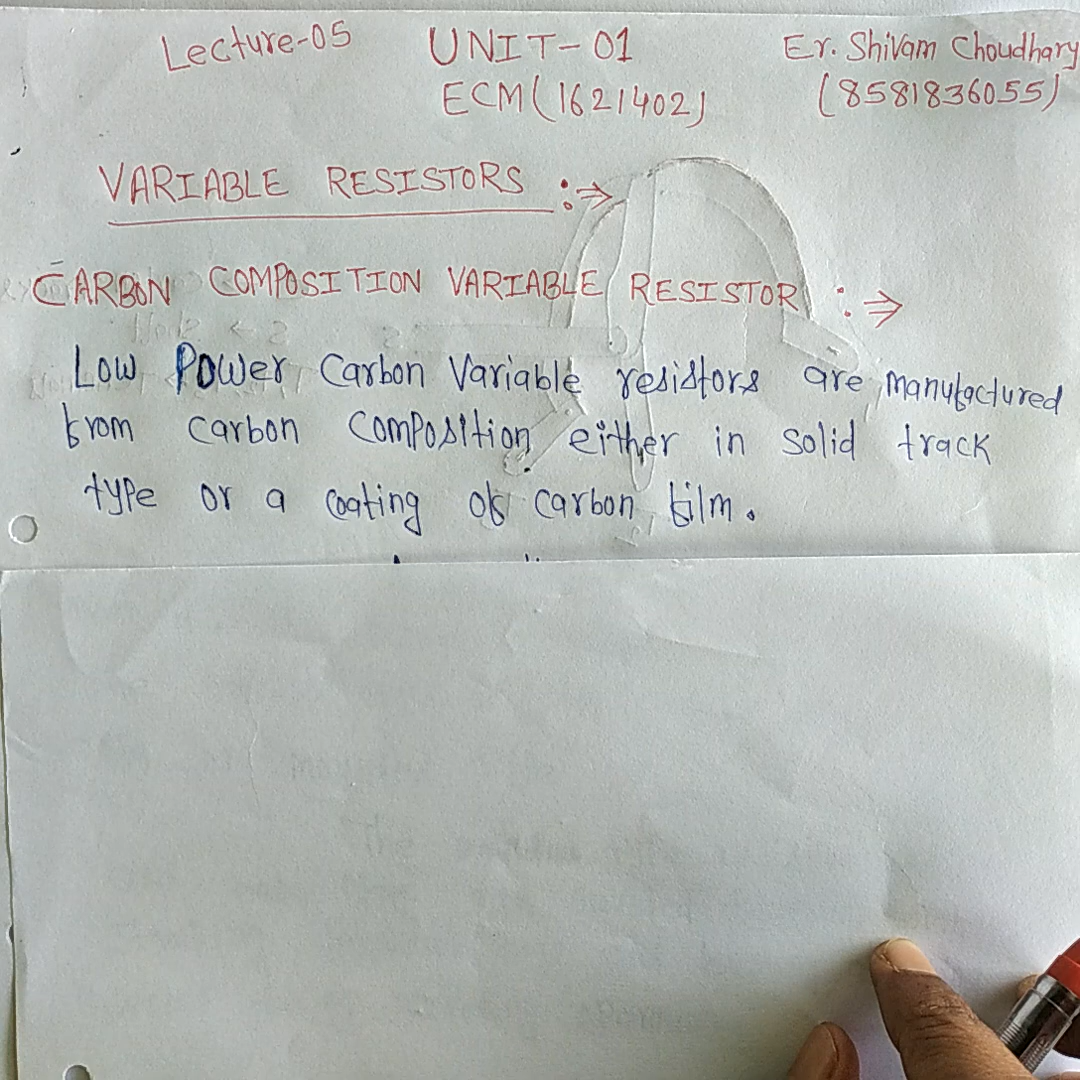 Lecture-05 UNIT-01 Er. Shivam Choudhary
ECM(1621402) (8581836055)
VARIABLE RESISTORS :⇒
CARBON COMPOSITION VARIABLE RESISTOR :⇒
Low Power Carbon Variable resistors are manufactured
from carbon composition either in solid track
type or a coating of carbon film.